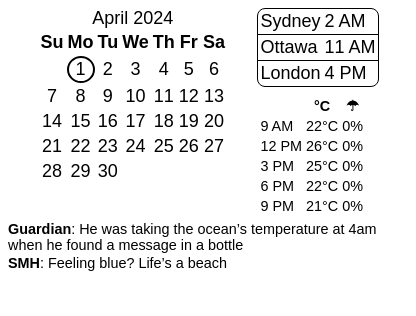 April 2024
Su Mo Tu We Th Fr Sa
1 2 3 4 5 6
7 8 9 10 11 12 13
14 15 16 17 18 19 20
21 22 23 24 25 26 27
28 29 30
Sydney 2 AM
Ottawa 11 AM
London 4 PM
°C ☂
9 AM 22°C 0%
12 PM 26°C 0%
3 PM 25°C 0%
6 PM 22°C 0%
9 PM 21°C 0%
Guardian: He was taking the ocean’s temperature at 4am
when he found a message in a bottle
SMH: Feeling blue? Life’s a beach